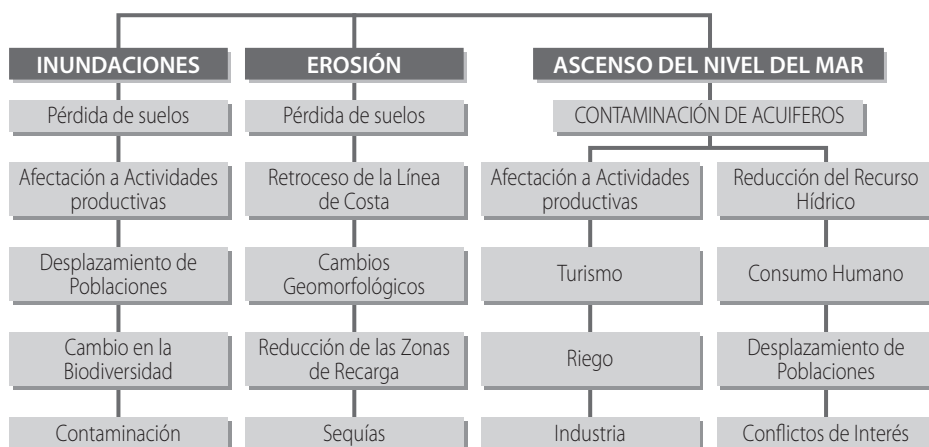 INUNDACIONES
Pérdida de suelos
Afectación a Actividades
productivas
Desplazamiento de
Poblaciones
Cambio en la
Biodiversidad
Contaminación
EROSIÓN
Pérdida de suelos
Retroceso de la Línea
de Costa
Cambios
Geomorfológicos
Reducción de las Zonas
de Recarga
Sequías
ASCENSO DEL NIVEL DEL MAR
CONTAMINACIÓN DE ACUIFEROS
Afectación a Actividades
productivas
Turismo
Riego
Industria
Reducción del Recurso
Hídrico
Consumo Humano
Desplazamiento de
Poblaciones
Conflictos de Interés